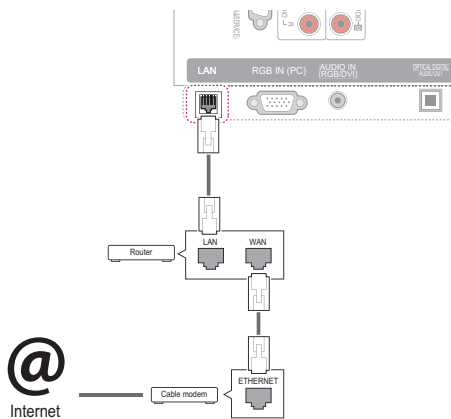 LAN
RGB IN (PC)
AUDIO IN
(RGB/DVI)
OPTICAL DIGITAL
AUDIO OUT
LAN
WAN
Router
ETHERNET
Cable modem
@
Internet